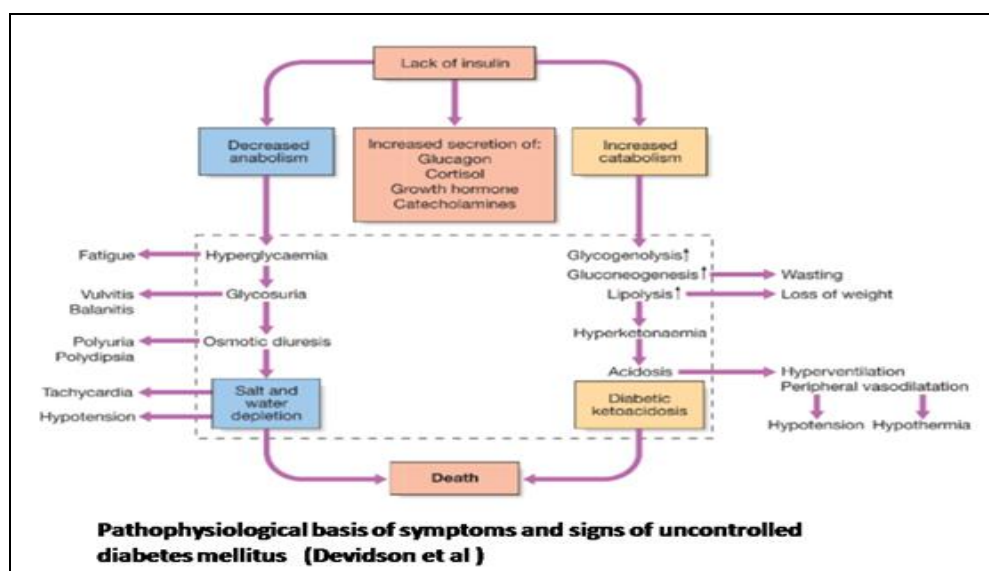 Lack of insulin
Decreased
anabolism
Increased secretion of:
Glucagon
Cortisol
Growth hormone
Catecholamines
Increased
catabolism
Fatigue
Hyperglycaemia
Vulvitis
Balanitis
Glycosuria
Polyuria
Polydipsia
Osmotic diuresis
Tachycardia
Hypotension
Salt and
water
depletion
Glycogenolysis↑
Gluconeogenesis↑
Wasting
Lipolysis↑
Loss of weight
Hyperketonaemia
Acidosis
Hyperventilation
Peripheral vasodilatation
Diabetic
ketoacidosis
Hypotension
Hypothermia
Death
Pathophysiological basis of symptoms and signs of uncontrolled
diabetes mellitus (Devidson et al )